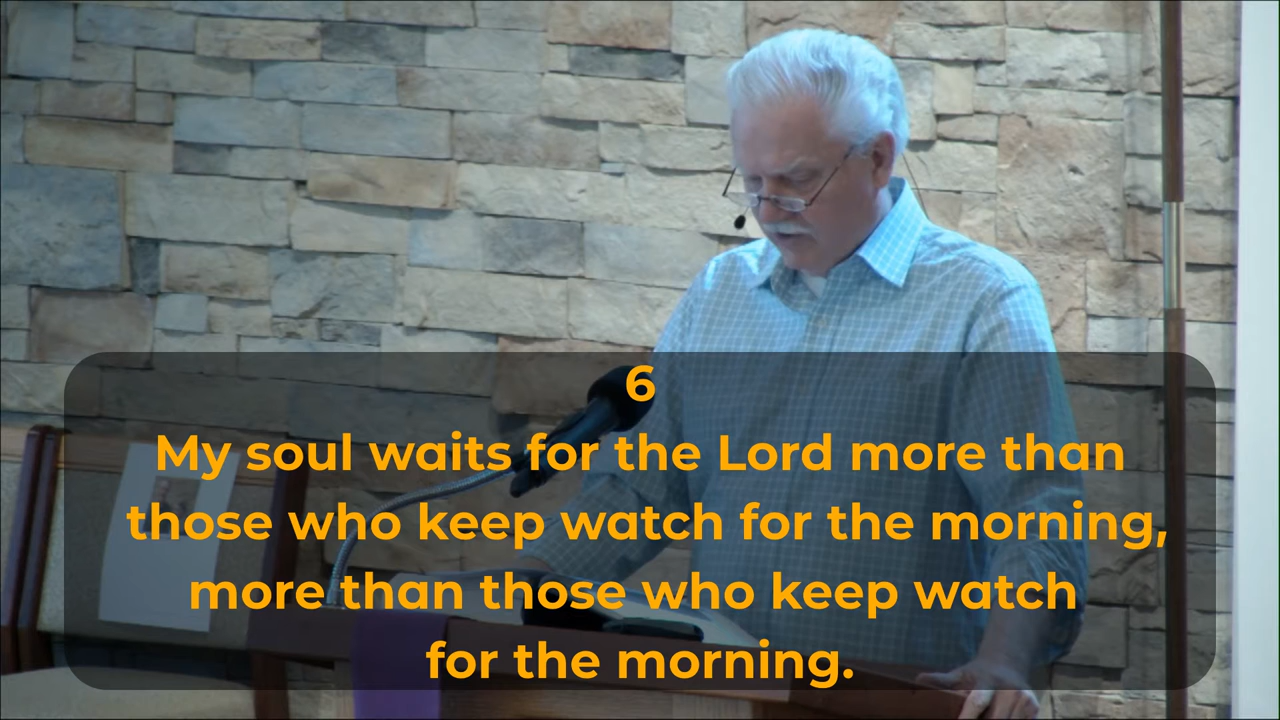 6
My soul waits for the Lord more than
those who keep watch for the morning,
more than those who keep watch
for the morning.